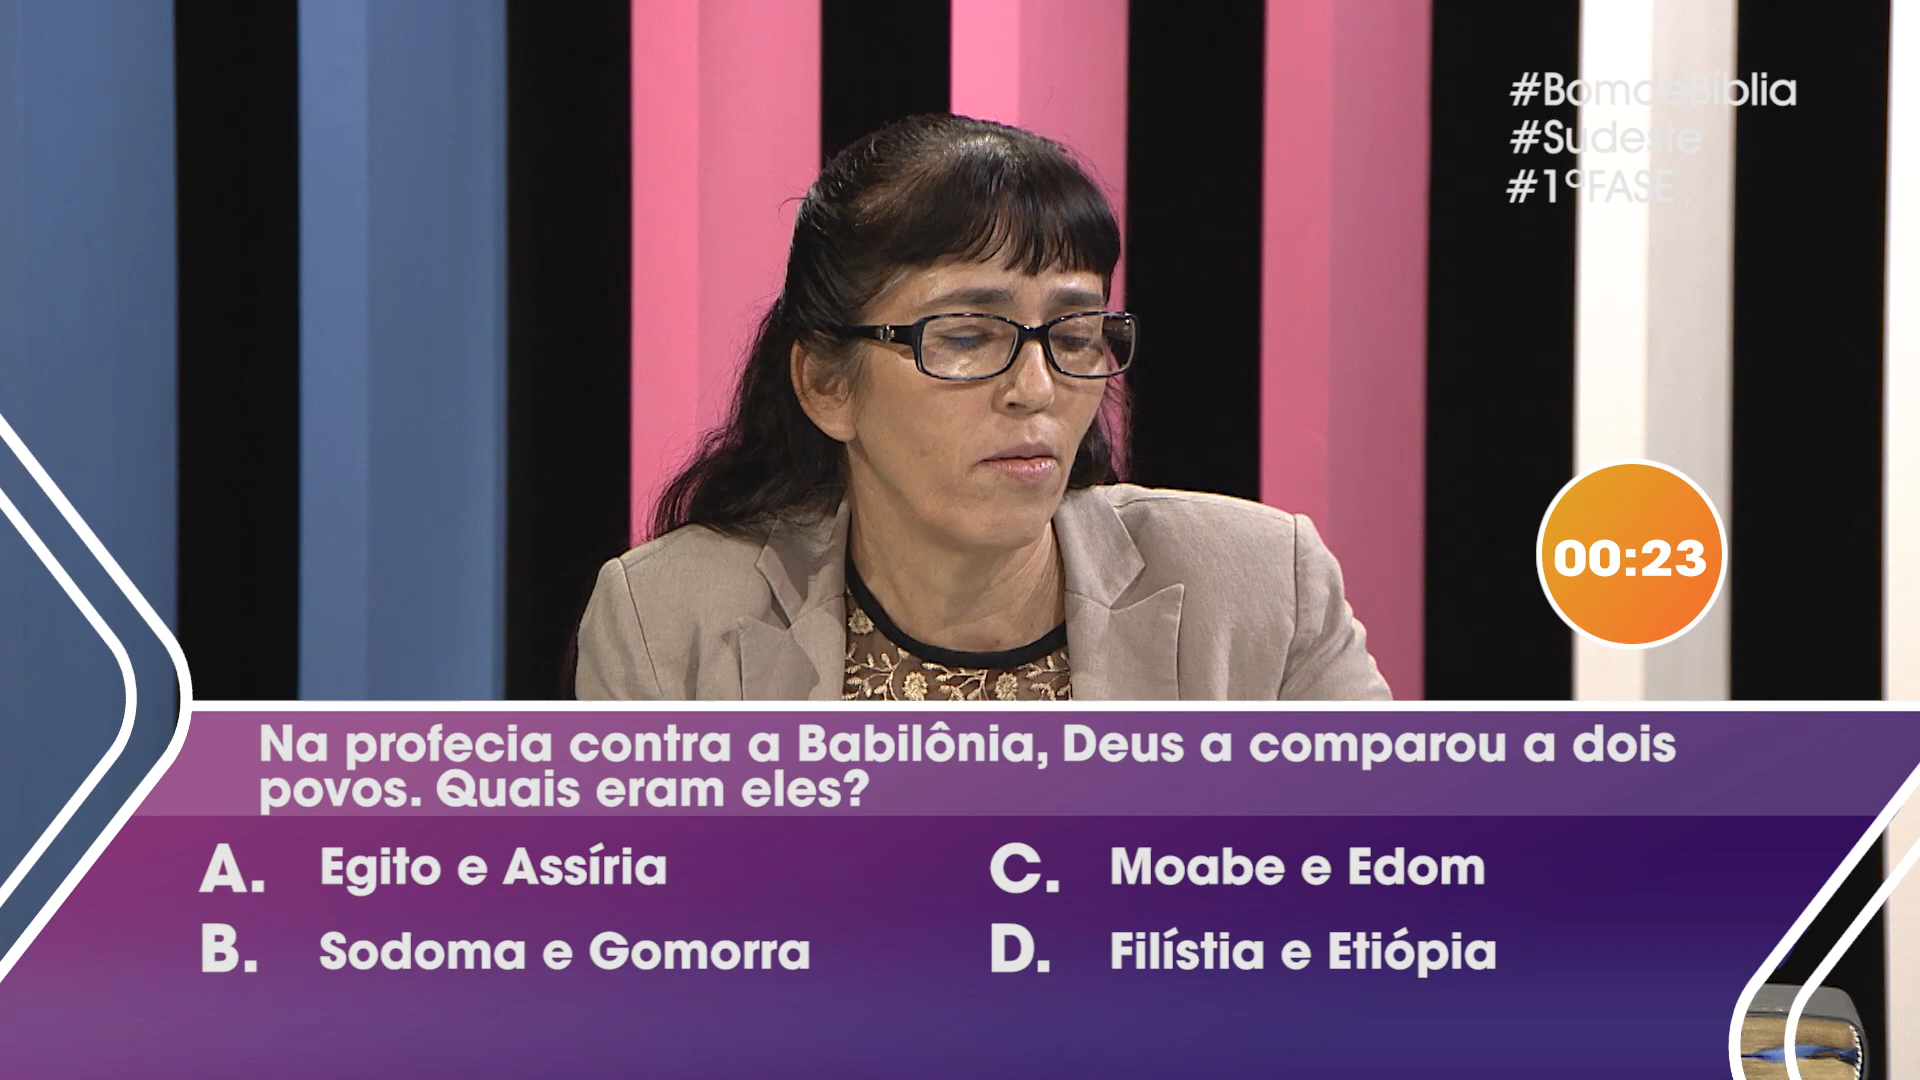 #BomdeBíblia
#Sudeste
#1ªFASE
00:23
Na profecia contra a Babilônia, Deus a comparou a dois
povos. Quais eram eles?
A. Egito e Assíria
B. Sodoma e Gomorra
C. Moabe e Edom
D. Filístia e Etiópia